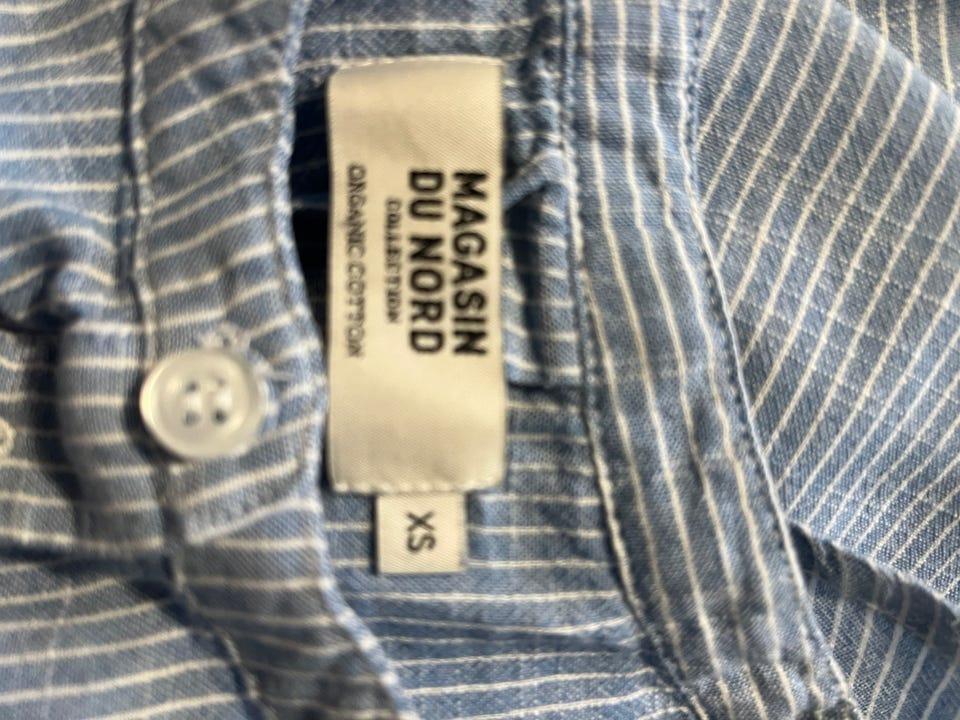 MAGASIN
DU NORD
COLLECTION
ORGANIC COTTON
XS